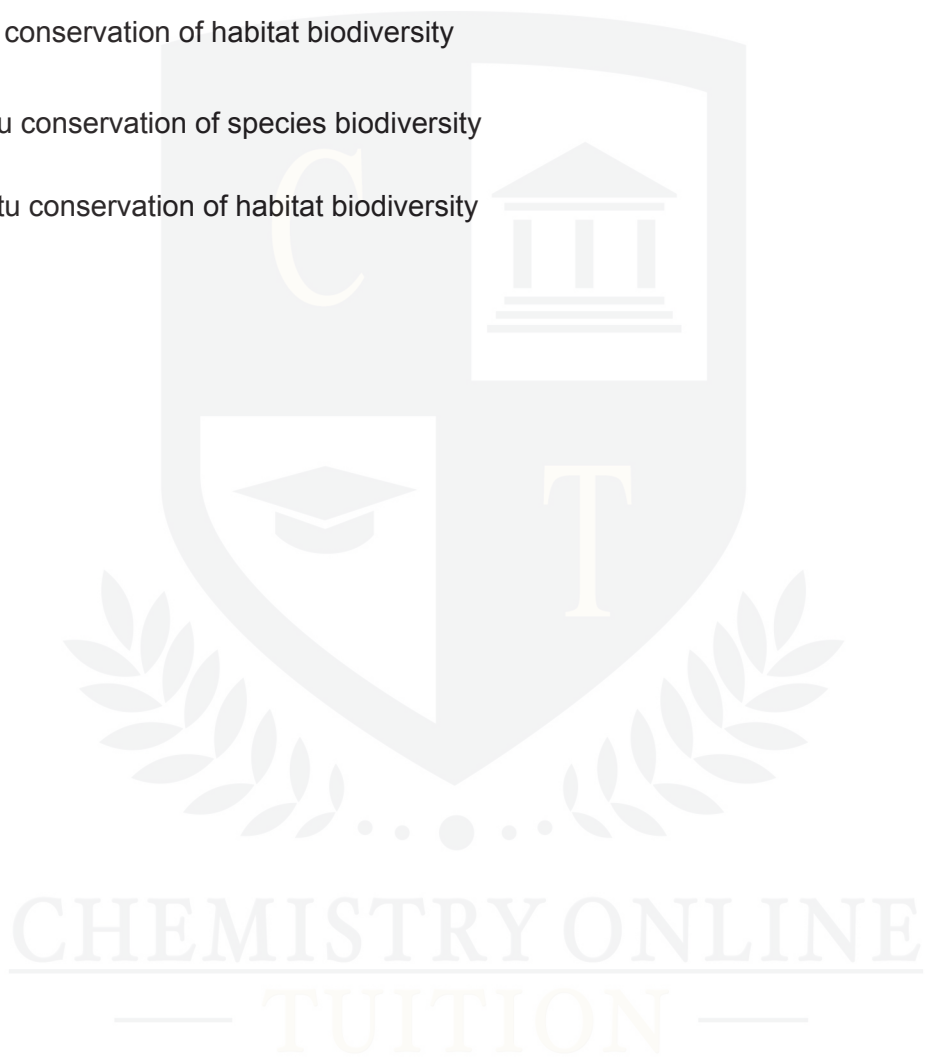 conservation of habitat biodiversity
u conservation of species biodiversity
tu conservation of habitat biodiversity
C
T
CHEMISTRY ONLINE
TUITION